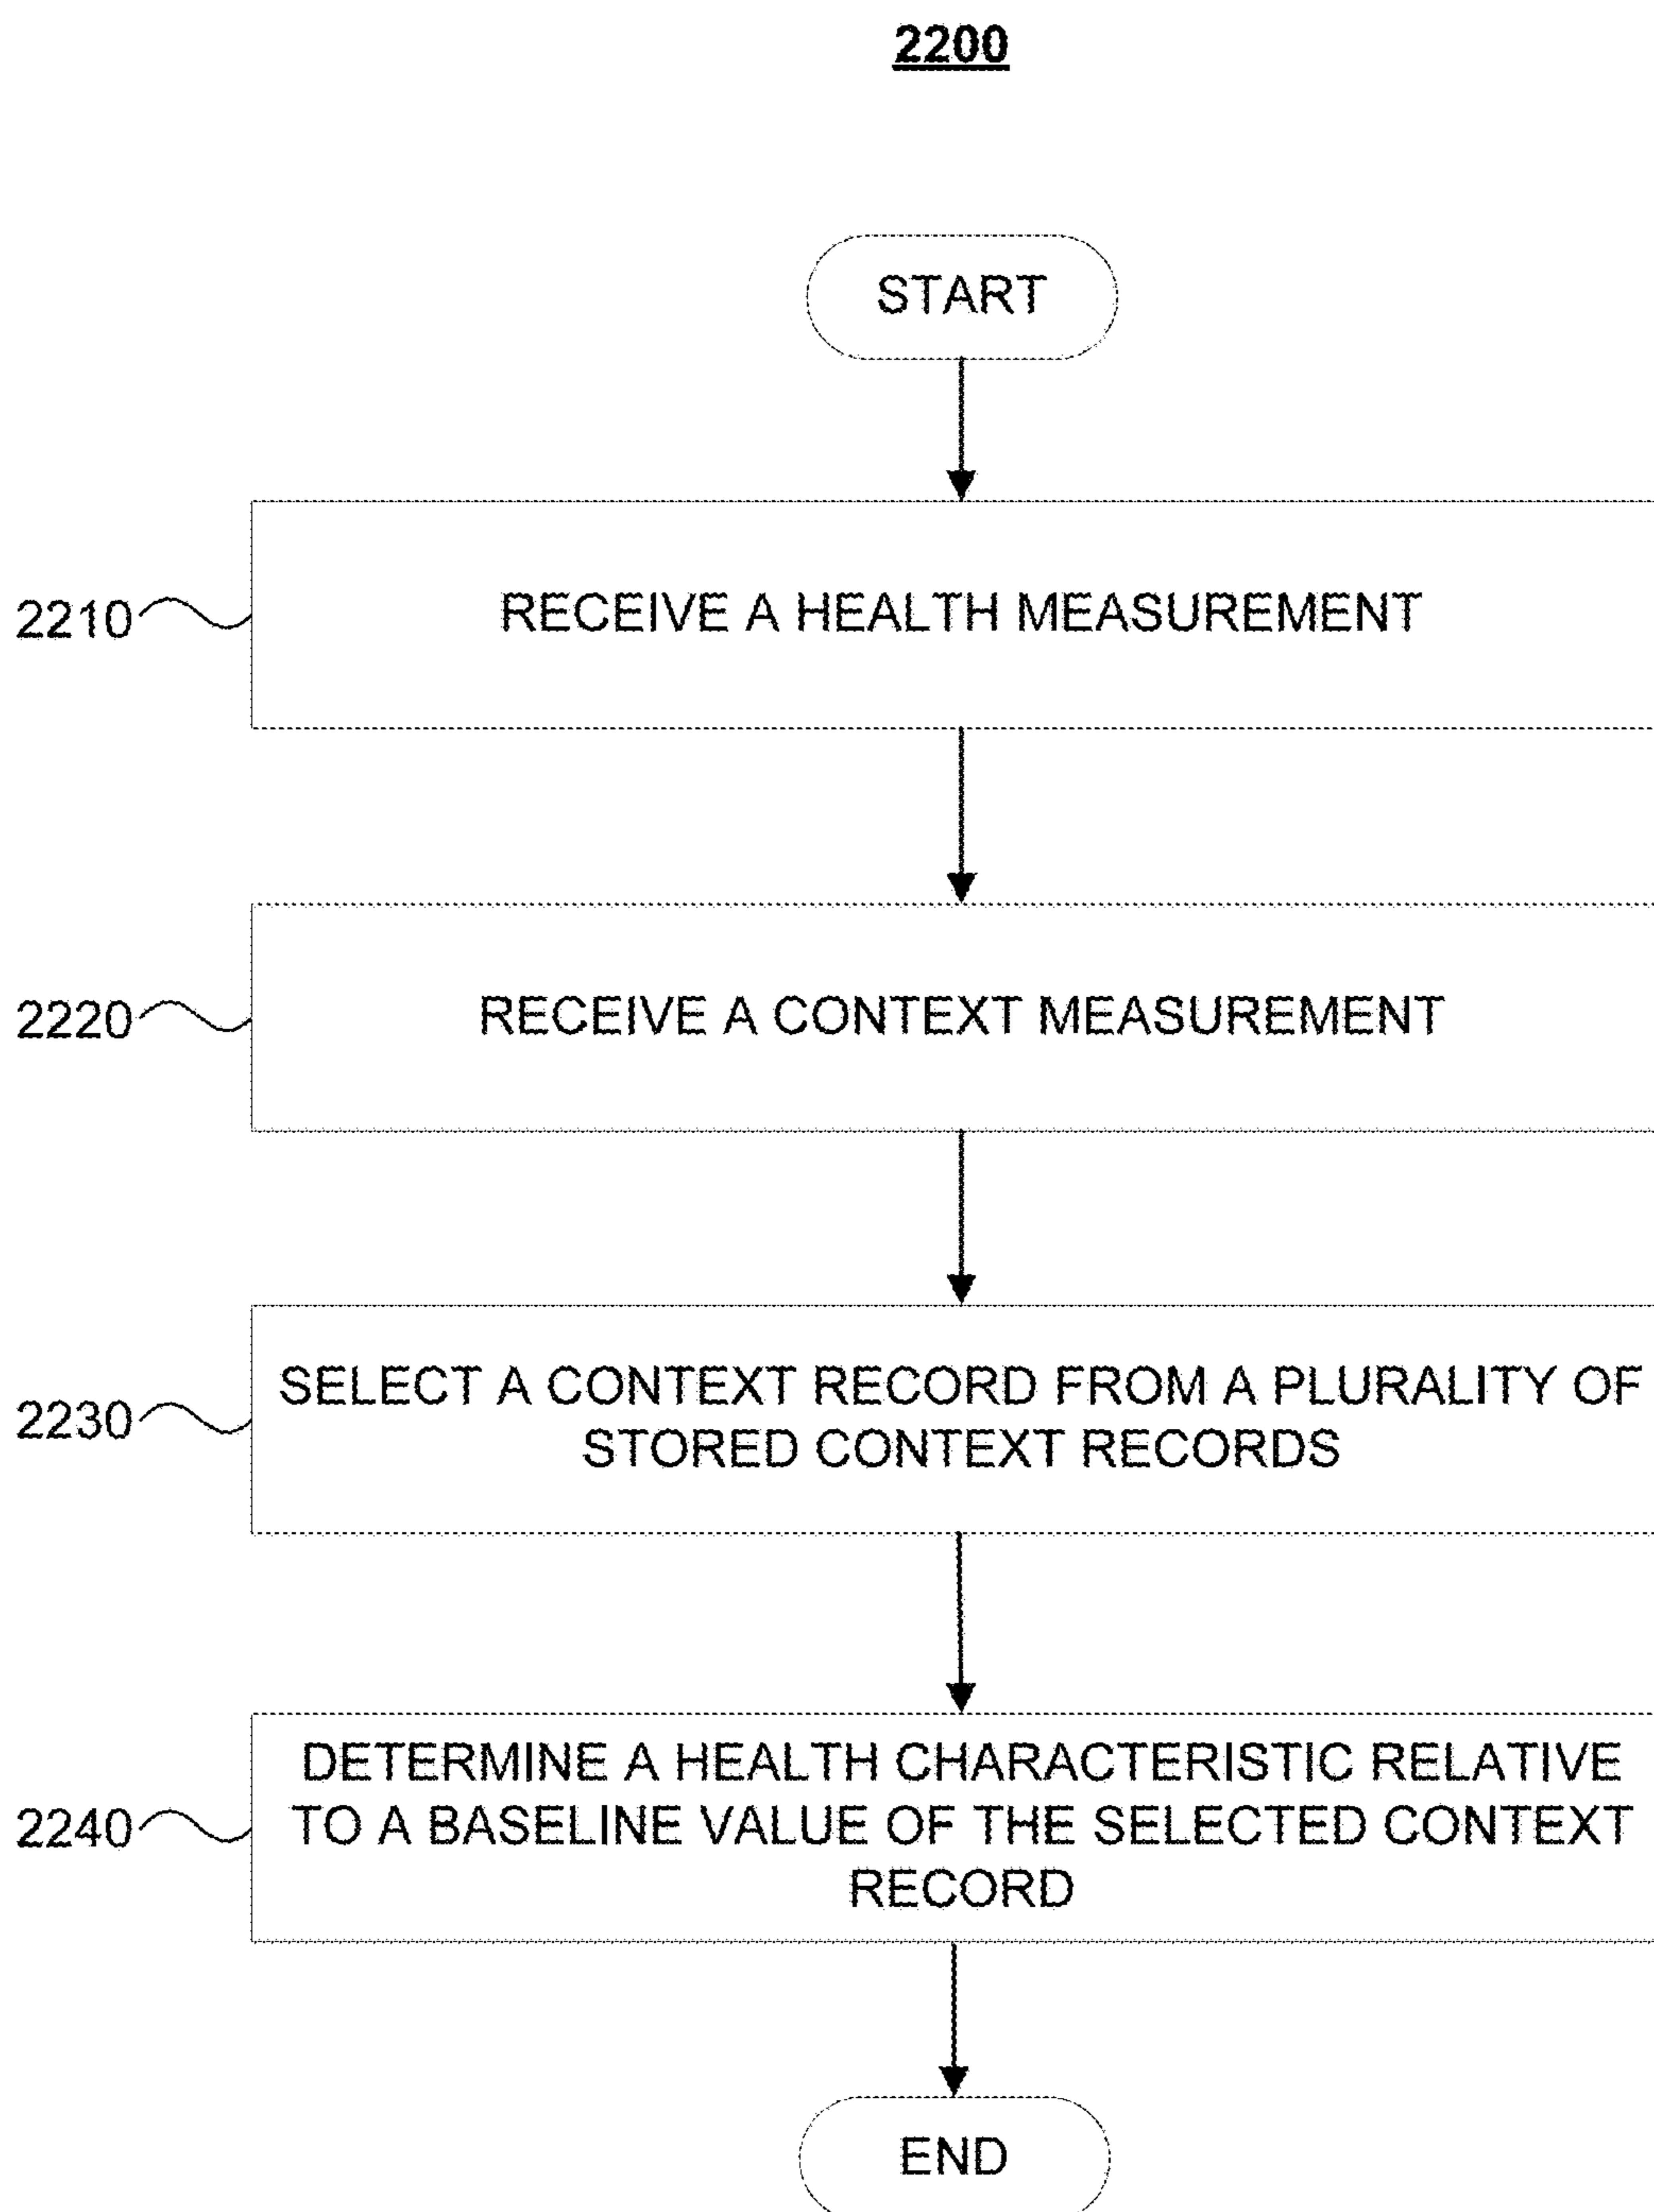 2200
START
2210
RECEIVE A HEALTH MEASUREMENT
2220
RECEIVE A CONTEXT MEASUREMENT
2230
SELECT A CONTEXT RECORD FROM A PLURALITY OF
STORED CONTEXT RECORDS
2240
DETERMINE A HEALTH CHARACTERISTIC RELATIVE
TO A BASELINE VALUE OF THE SELECTED CONTEXT
RECORD
END